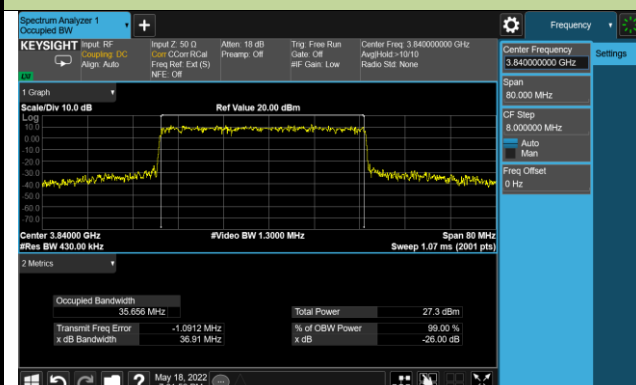 Spectrum Analyzer 1
Occupied BW
+
Frequency
KEYSIGHT
Input: RF
Coupling: DC
Align: Auto
Input Z: 50 Ω
Corr CCorr RCal
Freq Ref: Ext (S)
NFE: Off
Atten: 18 dB
Preamp: Off
Trig: Free Run
Gate: Off
#IF Gain: Low
Center Freq: 3.840000000 GHz
Avg|Hold:>10/10
Radio Std: None
Center Frequency
3.840000000 GHz
Settings
Span
80.000 MHz
CF Step
8.000000 MHz
Auto
Man
Freq Offset
0 Hz
1 Graph
Scale/Div 10.0 dB
Ref Value 20.00 dBm
Log
10.0
0.00
-10.0
-20.0
-30.0
-40.0
-50.0
-60.0
-70.0
Center 3.84000 GHz
#Video BW 1.3000 MHz
Span 80 MHz
#Res BW 430.00 kHz
Sweep 1.07 ms (2001 pts)
2 Metrics
Occupied Bandwidth
35.656 MHz
Total Power
27.3 dBm
Transmit Freq Error
-1.0912 MHz
% of OBW Power
99.00 %
x dB Bandwidth
36.91 MHz
x dB
-26.00 dB
?
May 18, 2022